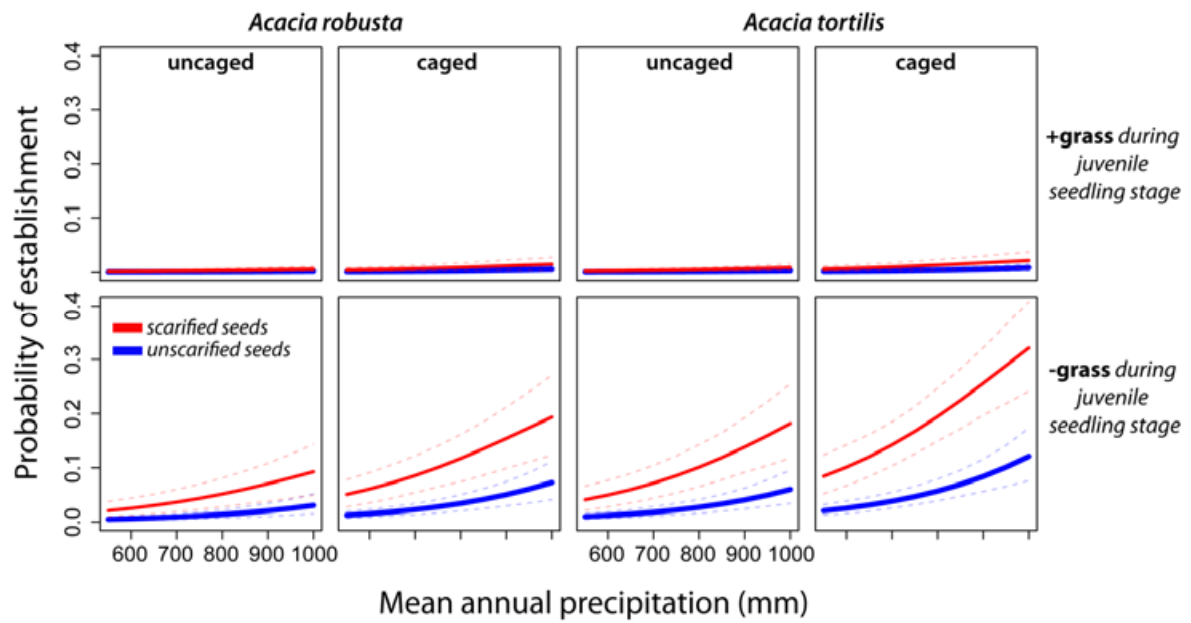 Acacia robusta
Acacia tortilis
uncaged
caged
uncaged
caged
0.4
0.3
0.2
0.1
+grass during
juvenile
seedling stage
Probability of establishment
scarified seeds
unscarified seeds
0.4
0.3
0.2
0.1
0.0
-grass during
juvenile
seedling stage
600 700 800 900 1000
600 700 800 900 1000
Mean annual precipitation (mm)